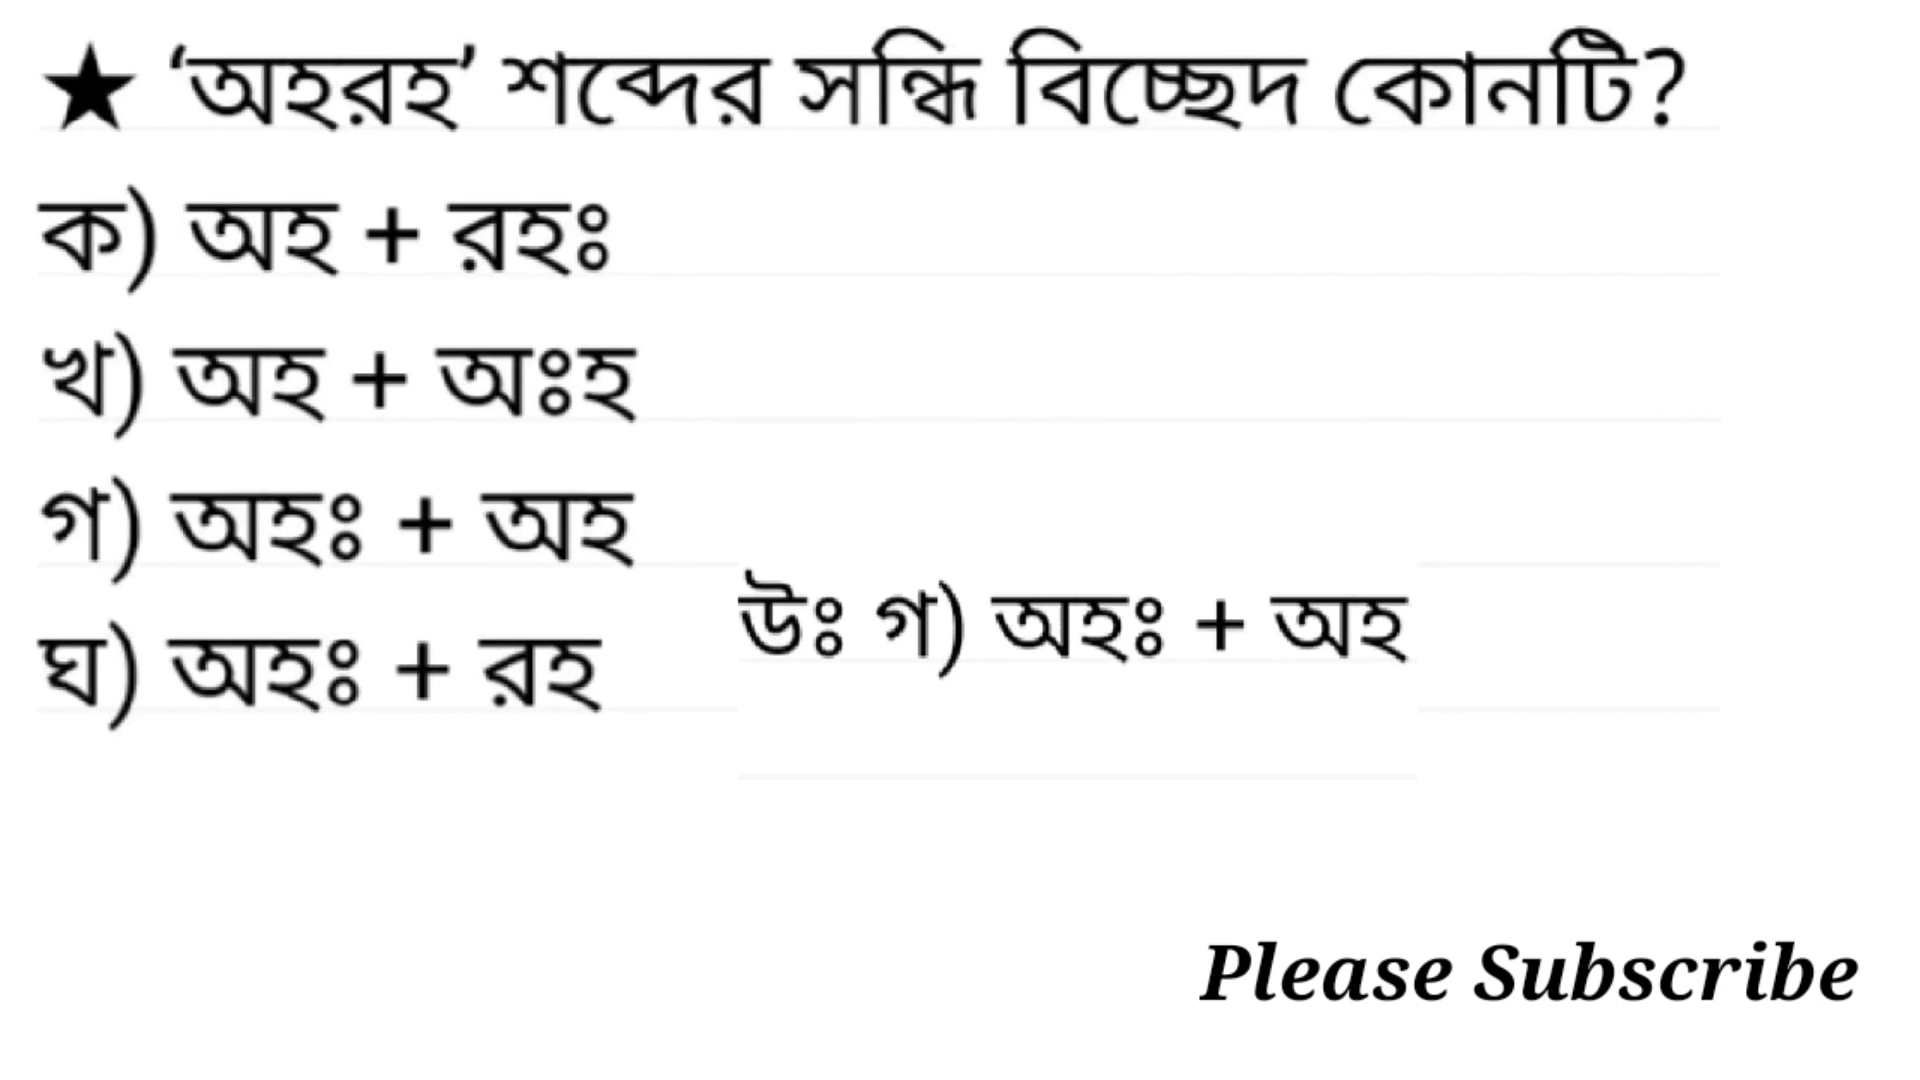 ★ ‘অহরহ’ শব্দের সন্ধি বিচ্ছেদ কোনটি?
ক) অহ + রহঃ
খ) অহ + অঃহ
গ) অহঃ + অহ
ঘ) অহঃ + রহ
উঃ গ) অহঃ + অহ
Please Subscribe